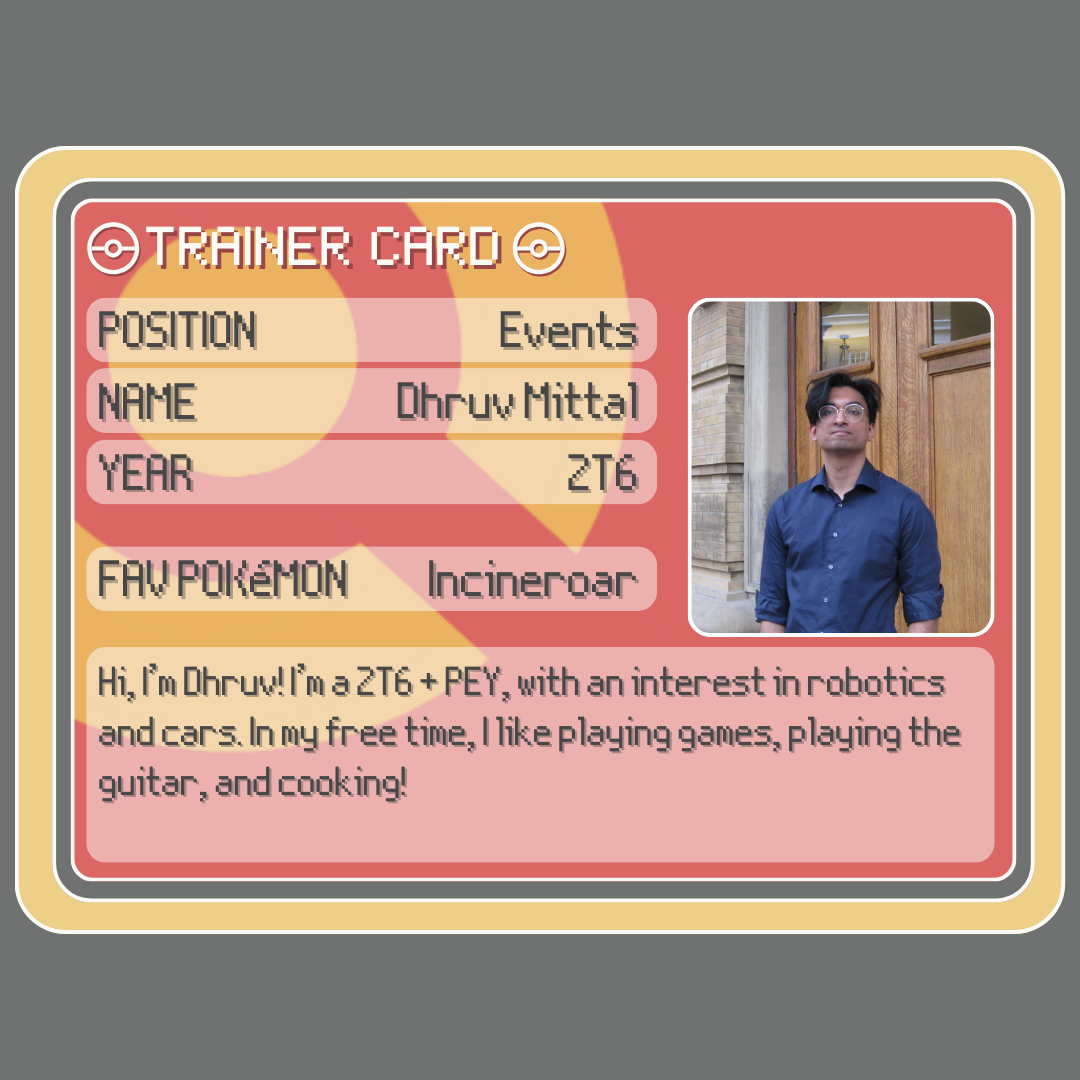 TRAINER CARD
POSITION Events
NAME Dhruv Mittal
YEAR 2T6
FAV POKéMON Incineroar
Hi, I'm Dhruv! I'm a 2T6 + PEY, with an interest in robotics
and cars. In my free time, I like playing games, playing the
guitar, and cooking!